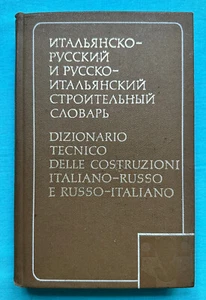 ИТАЛЬЯНСКО-
РУССКИЙ
И РУССКО-
ИТАЛЬЯНСКИЙ
СТРОИТЕЛЬНЫЙ
СЛОВАРЬ
DIZIONARIO
TECNICO
DELLE COSTRUZIONI
ITALIANO-RUSSO
E RUSSO-ITALIANO